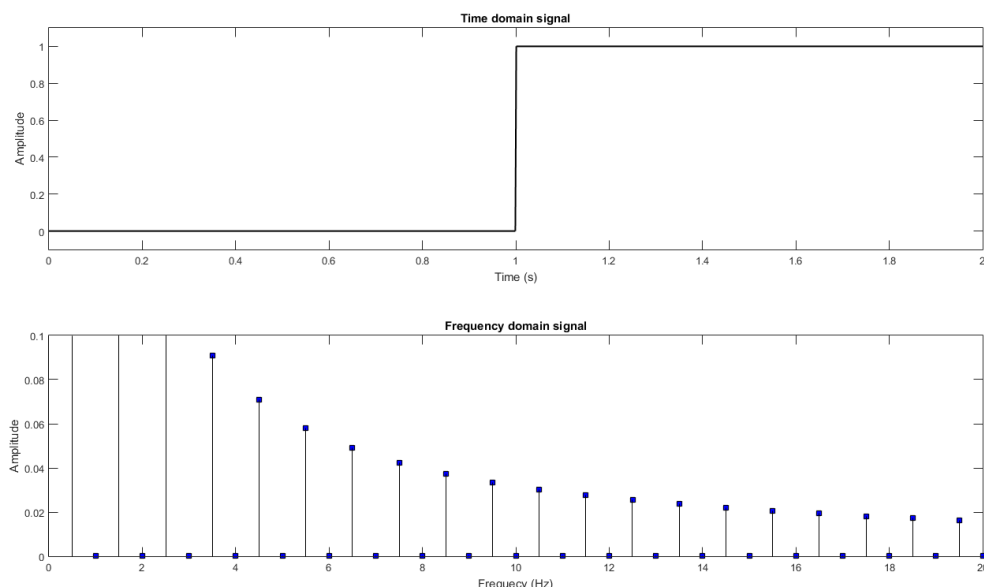 Time domain signal
1
0.8
0.6
0.4
0.2
0
Amplitude
0 0.2 0.4 0.6 0.8 1 1.2 1.4 1.6 1.8 2
Time (s)
Frequency domain signal
0.1
0.08
0.06
0.04
0.02
0
Amplitude
0 2 4 6 8 10 12 14 16 18 20
Frequecy (Hz)